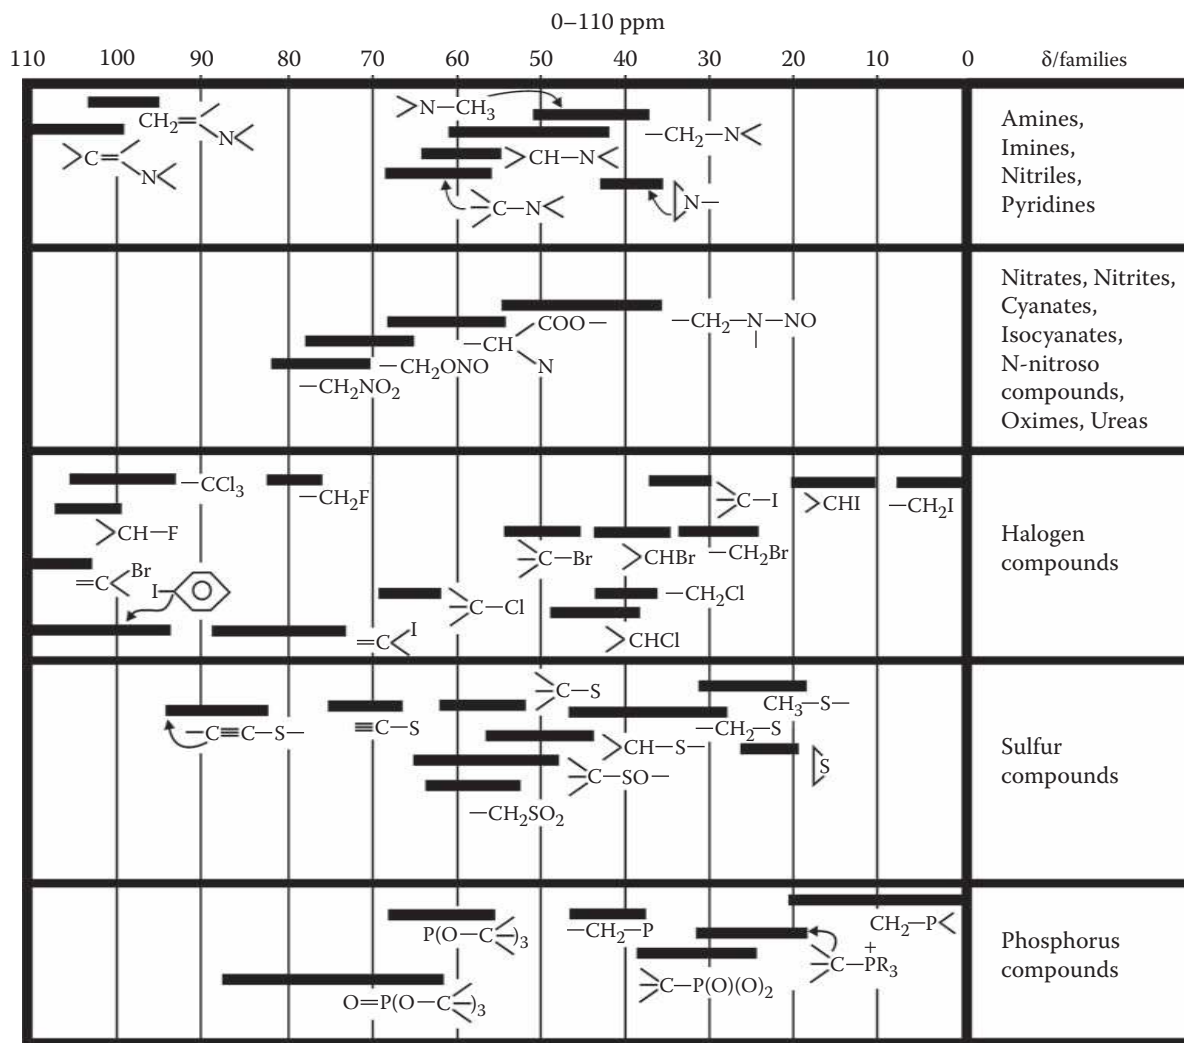 0–110 ppm
110 100 90 80 70 60 50 40 30 20 10 0 δ/families
CH₂=
N
C=
N
N—CH₃
—CH₂—N
CH—N
C—N
N—
Amines,
Imines,
Nitriles,
Pyridines
COO—
—CH
N
—CH₂—N—NO
—CH₂ONO
—CH₂NO₂
Nitrates, Nitrites,
Cyanates,
Isocyanates,
N-nitroso
compounds,
Oximes, Ureas
—CCl₃
—CH₂F
C—I
CHI
—CH₂I
CH—F
C—Br
CHBr
—CH₂Br
Br
=C
I
C—Cl
—CH₂Cl
I
=C
CHCl
Halogen
compounds
C—S
CH₃—S—
—C≡C—S—
≡C—S
—CH₂—S
CH—S—
S
C—SO—
—CH₂SO₂
Sulfur
compounds
P(O—C)₃
—CH₂—P
CH₂—P
+
C—PR₃
C—P(O)(O)₂
O=P(O—C)₃
Phosphorus
compounds